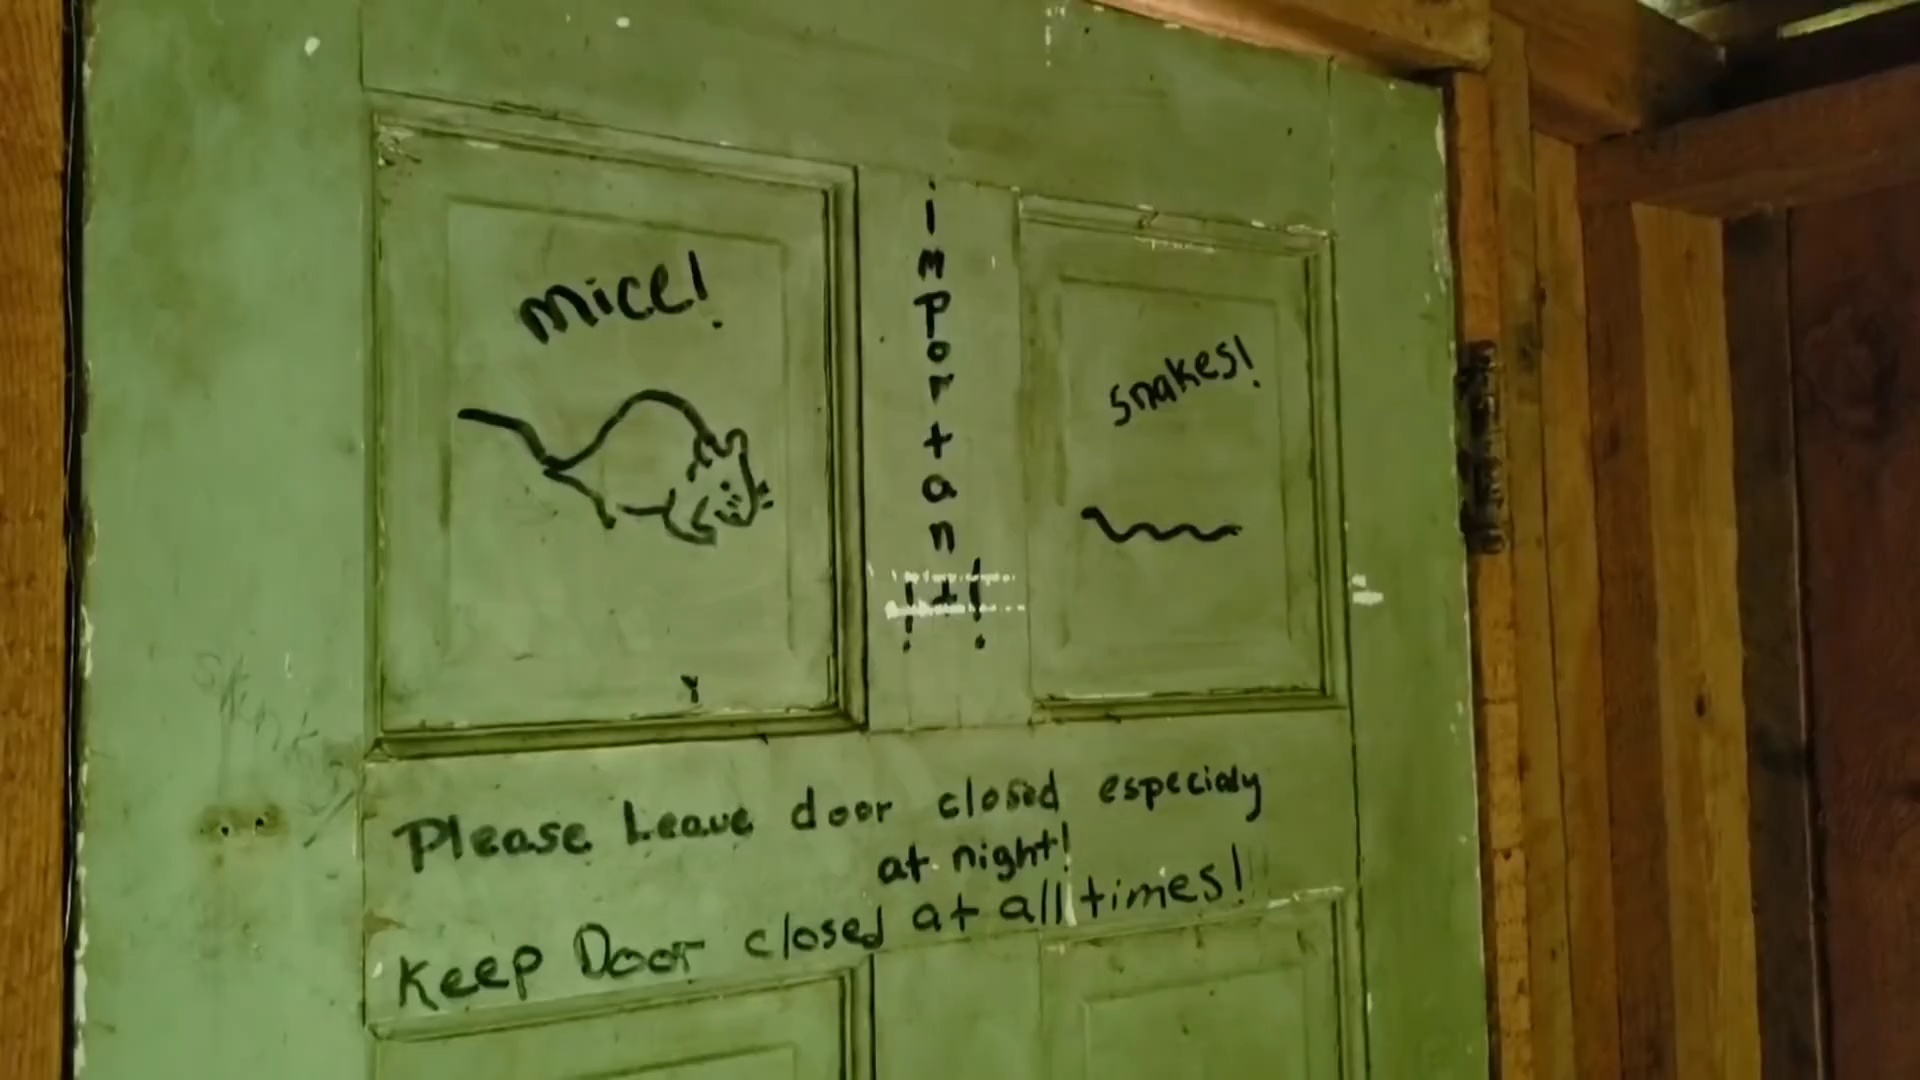 mice!
important!!
snakes!
Please Leave door closed especialy
at night!
Keep Door closed at all times!